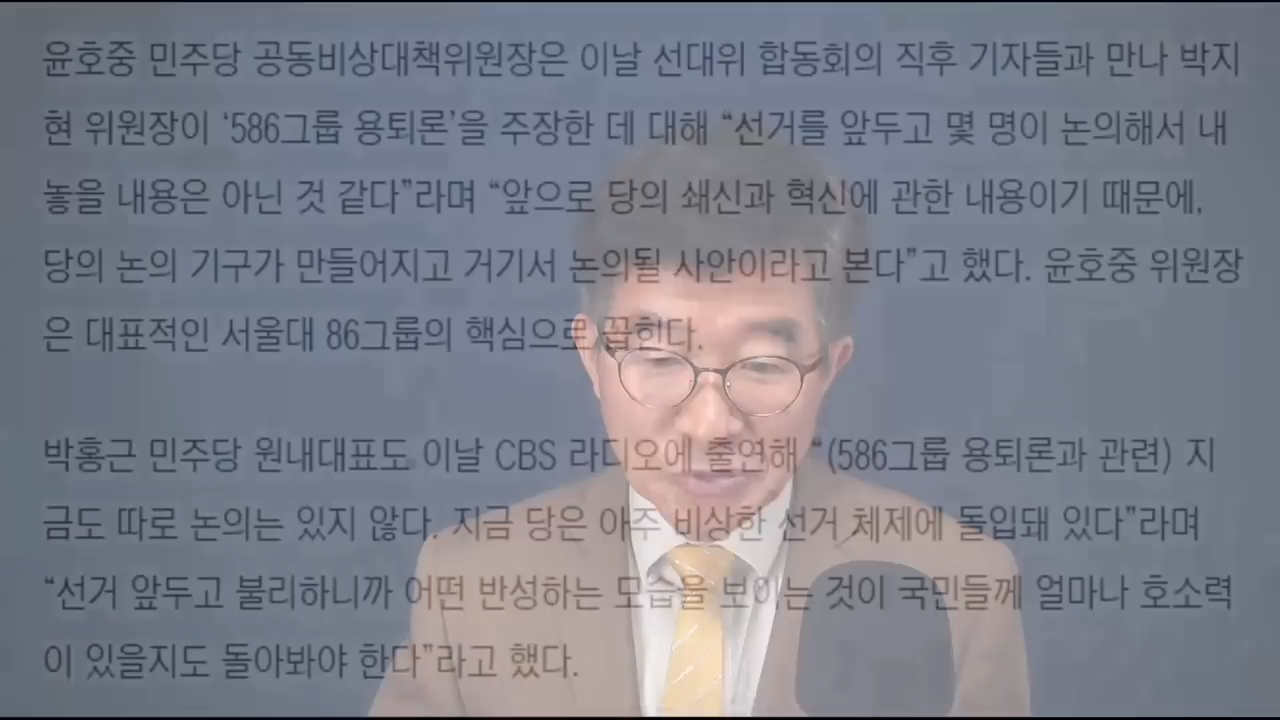 윤호중 민주당 공동비상대책위원장은 이날 선대위 합동회의 직후 기자들과 만나 박지
현 위원장이 ‘586그룹 용퇴론’을 주장한 데 대해 “선거를 앞두고 몇 명이 논의해서 내
놓을 내용은 아닌 것 같다”라며 “앞으로 당의 쇄신과 혁신에 관한 내용이기 때문에,
당의 논의 기구가 만들어지고 거기서 논의될 사안이라고 본다”고 했다. 윤호중 위원장
은 대표적인 서울대 86그룹의 핵심으로 꼽힌다.
박홍근 민주당 원내대표도 이날 CBS 라디오에 출연해 “(586그룹 용퇴론과 관련) 지
금도 따로 논의는 있지 않다. 지금 당은 아주 비상한 선거 체제에 돌입돼 있다”라며
“선거 앞두고 불리하니까 어떤 반성하는 모습을 보이는 것이 국민들께 얼마나 호소력
이 있을지도 돌아봐야 한다”라고 했다.